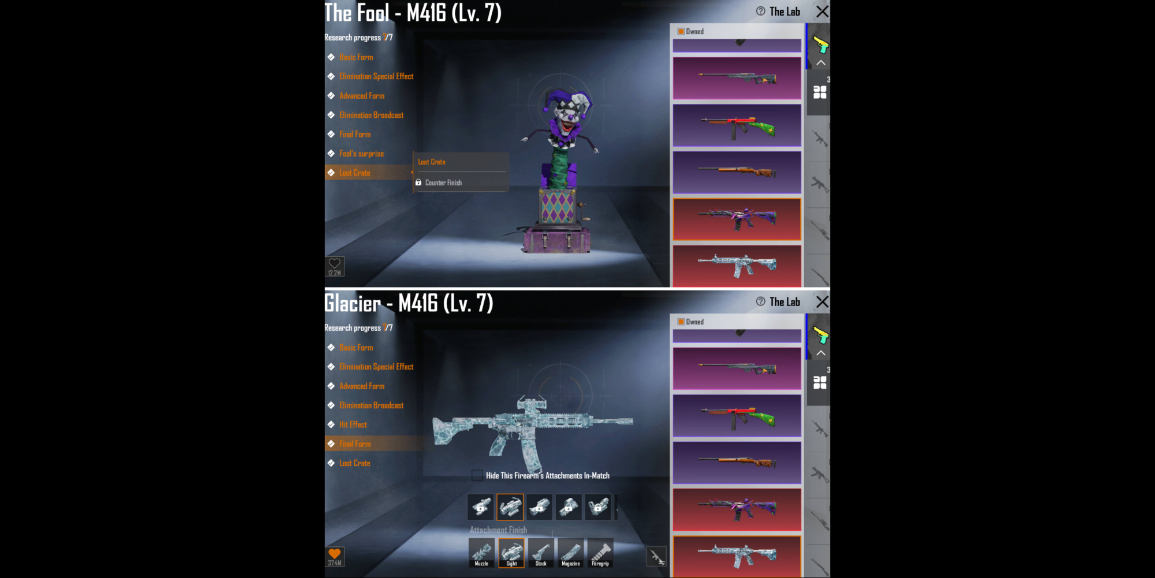 The Fool - M416 (Lv. 7)
The Lab
Research progress 7/7
Owned
Basic Form
Elimination Special Effect
Advanced Form
Elimination Broadcast
Final Form
Fool's surprise
Loot Crate
Loot Crate
Counter Finish
Glacier - M416 (Lv. 7)
The Lab
Research progress 7/7
Owned
3
Basic Form
Elimination Special Effect
Advanced Form
Elimination Broadcast
Hit Effect
Final Form
Loot Crate
Hide This Firearm's Attachments In-Match
Attachment Finish
Muzzle
Sight
Stock
Magazine
Foregrip